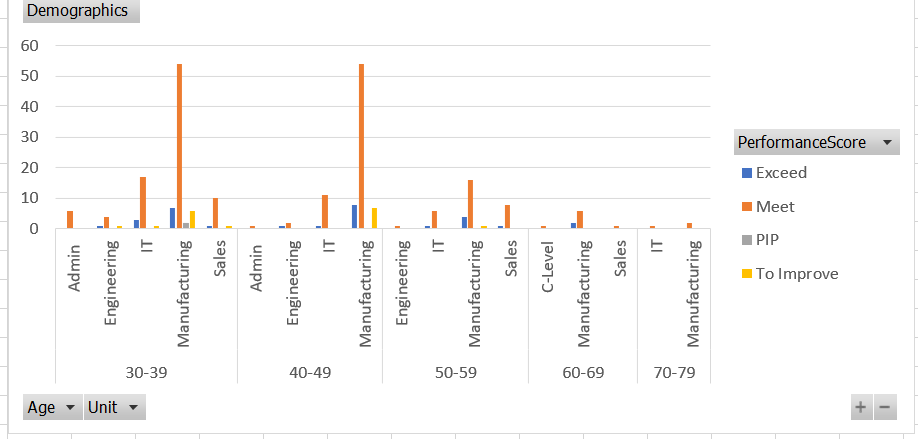 Demographics
60
50
40
30
20
10
0
Admin
Engineering
IT
Manufacturing
Sales
Admin
Engineering
IT
Manufacturing
Engineering
IT
Manufacturing
Sales
C-Level
Manufacturing
Sales
IT
Manufacturing
30-39
40-49
50-59
60-69
70-79
PerformanceScore
Exceed
Meet
PIP
To Improve
Age Unit
+ −